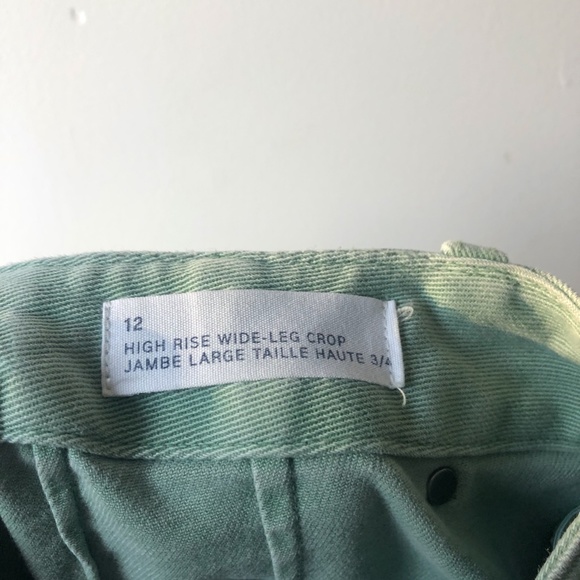 12
HIGH RISE WIDE-LEG CROP
JAMBE LARGE TAILLE HAUTE 3/4